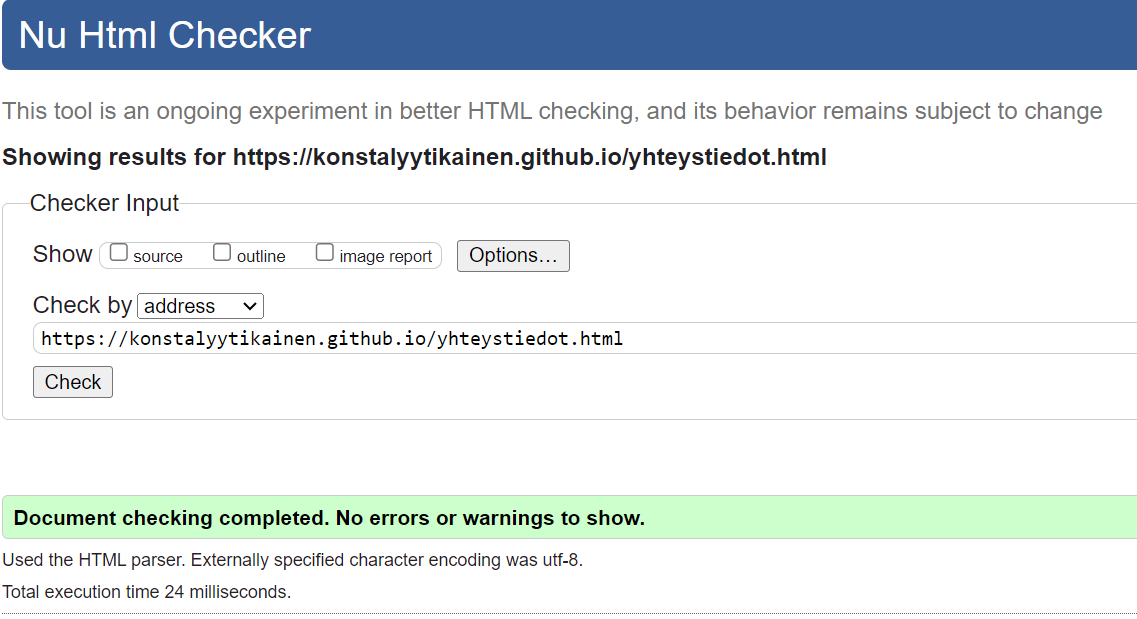 Nu Html Checker
This tool is an ongoing experiment in better HTML checking, and its behavior remains subject to change
Showing results for https://konstalyytikainen.github.io/yhteystiedot.html
Checker Input
Show source outline image report Options...
Check by address
https://konstalyytikainen.github.io/yhteystiedot.html
Check
Document checking completed. No errors or warnings to show.
Used the HTML parser. Externally specified character encoding was utf-8.
Total execution time 24 milliseconds.